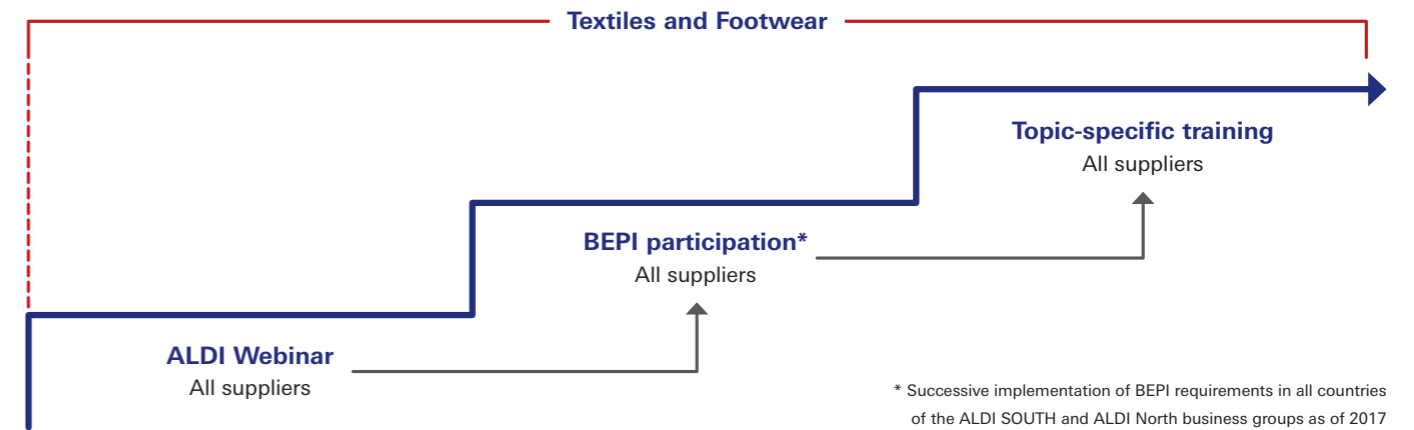 Textiles and Footwear
Topic-specific training
All suppliers
BEPI participation*
All suppliers
ALDI Webinar
All suppliers
* Successive implementation of BEPI requirements in all countries
of the ALDI SOUTH and ALDI North business groups as of 2017